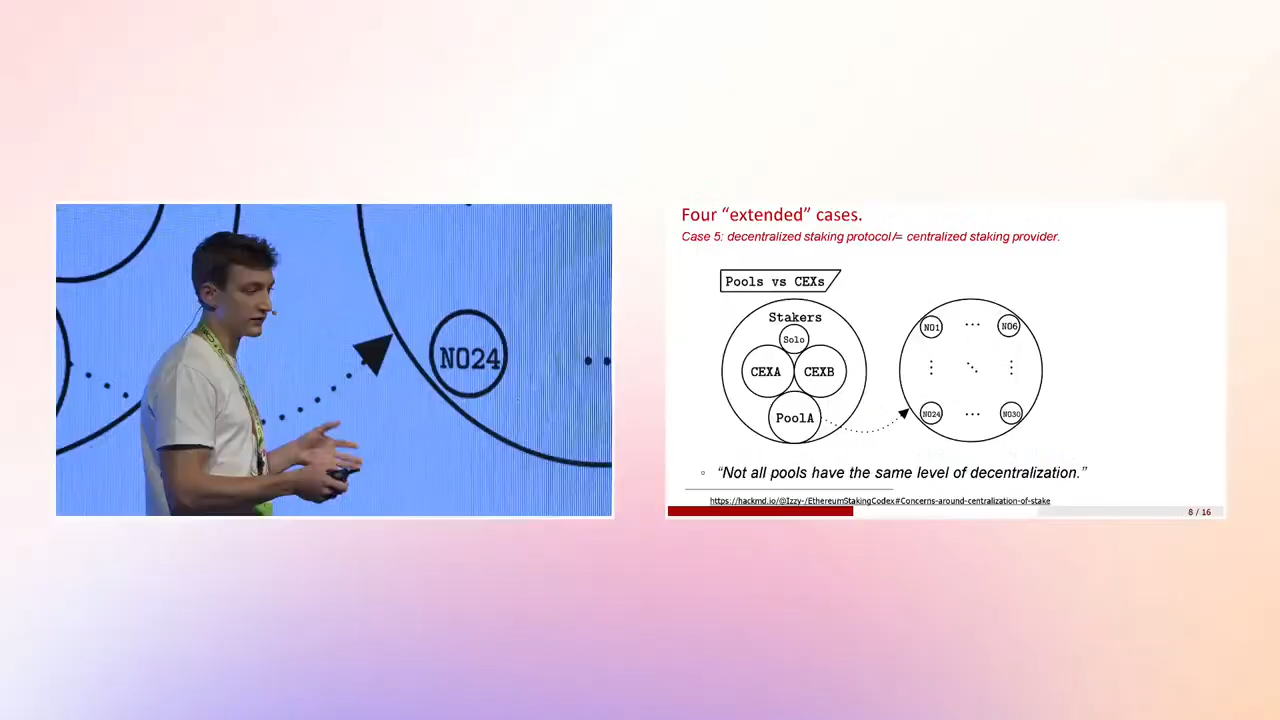 NO24
Four “extended” cases.
Case 5: decentralized staking protocol/= centralized staking provider.
Pools vs CEXs
Stakers
Solo
CEXA
CEXB
PoolA
NO1
...
NO6
NO24
...
NO30
“Not all pools have the same level of decentralization.”
https://hackmd.io/@Izzy-/EthereumStakingCodex#Concerns-around-centralization-of-stake
8 / 16